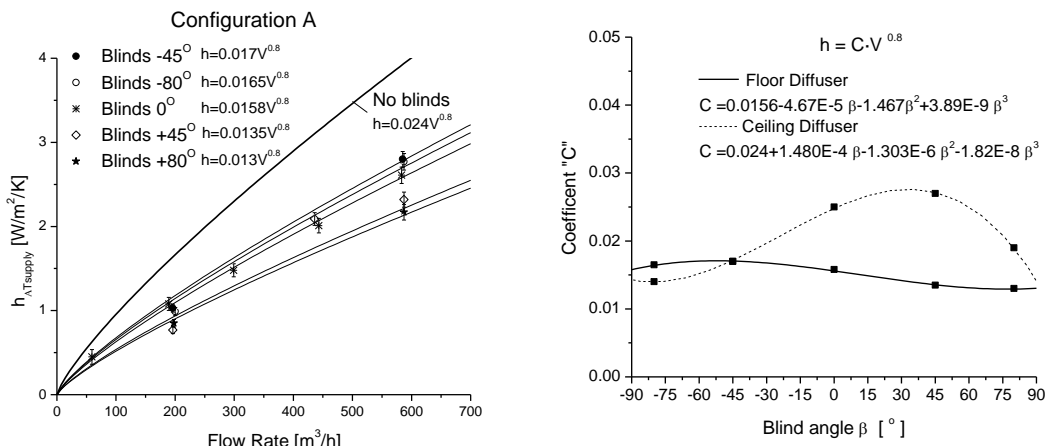 Configuration A
4
3
2
1
0
h_ΔTsupply [W/m²/K]
Blinds -45° h=0.017V^0.8
Blinds -80° h=0.0165V^0.8
Blinds 0° h=0.0158V^0.8
Blinds +45° h=0.0135V^0.8
Blinds +80° h=0.013V^0.8
No blinds
h=0.024V^0.8
0 100 200 300 400 500 600 700
Flow Rate [m³/h]
0.05
0.04
0.03
0.02
0.01
0.00
Coefficent "C"
h = C·V^0.8
Floor Diffuser
C =0.0156-4.67E-5 β-1.467β²+3.89E-9 β³
Ceiling Diffuser
C =0.024+1.480E-4 β-1.303E-6 β²-1.82E-8 β³
-90 -75 -60 -45 -30 -15 0 15 30 45 60 75 90
Blind angle β [ ° ]